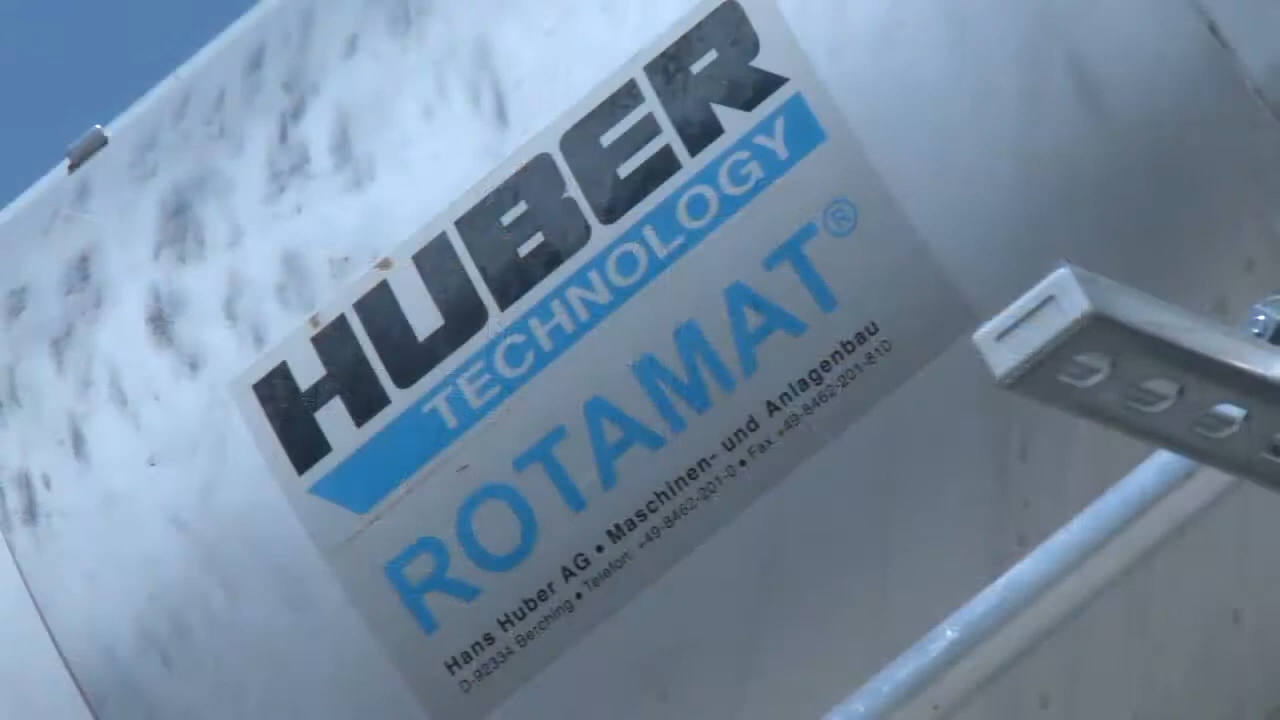 HUBER
TECHNOLOGY
ROTAMAT®
Hans Huber AG • Maschinen- und Anlagenbau
D-92334 Berching • Telefon: +49-8462-201-0 • Fax +49-8462-201-810